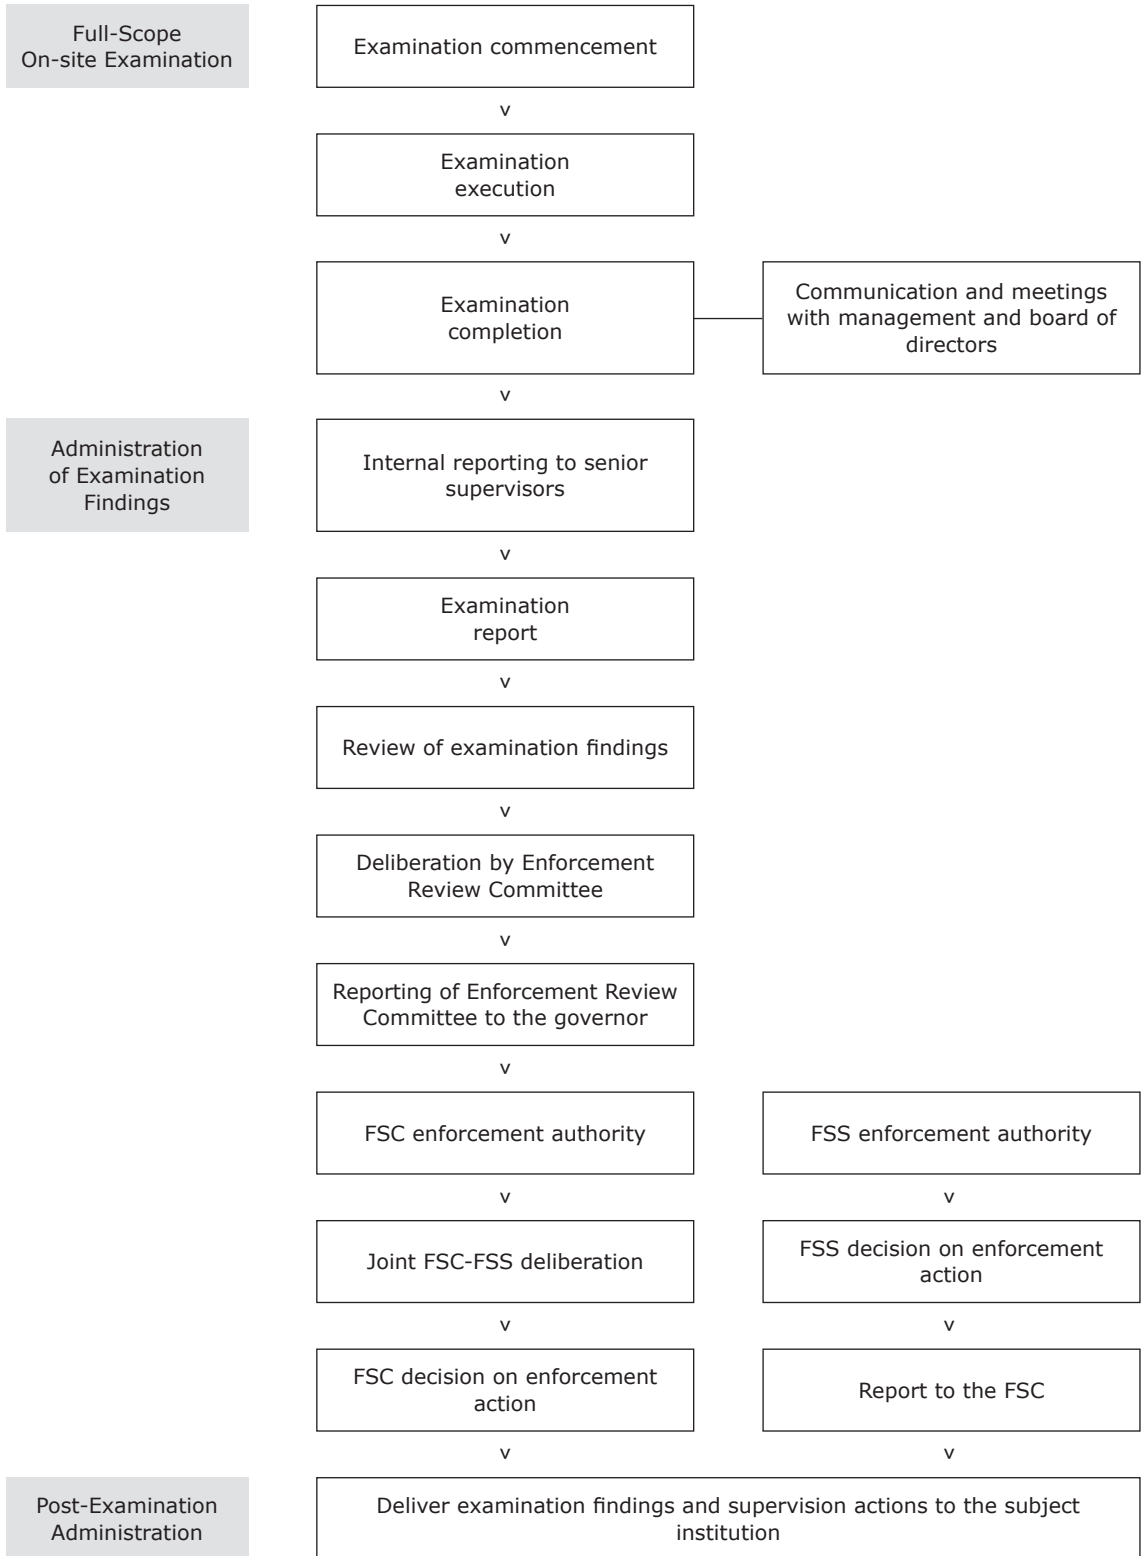 Full-Scope
On-site Examination
Examination commencement
v
Examination
execution
v
Examination
completion
Communication and meetings
with management and board of
directors
v
Administration
of Examination
Findings
Internal reporting to senior
supervisors
v
Examination
report
v
Review of examination findings
v
Deliberation by Enforcement
Review Committee
v
Reporting of Enforcement Review
Committee to the governor
v
FSC enforcement authority
FSS enforcement authority
v
v
Joint FSC-FSS deliberation
FSS decision on enforcement
action
v
v
FSC decision on enforcement
action
Report to the FSC
v
v
Post-Examination
Administration
Deliver examination findings and supervision actions to the subject
institution